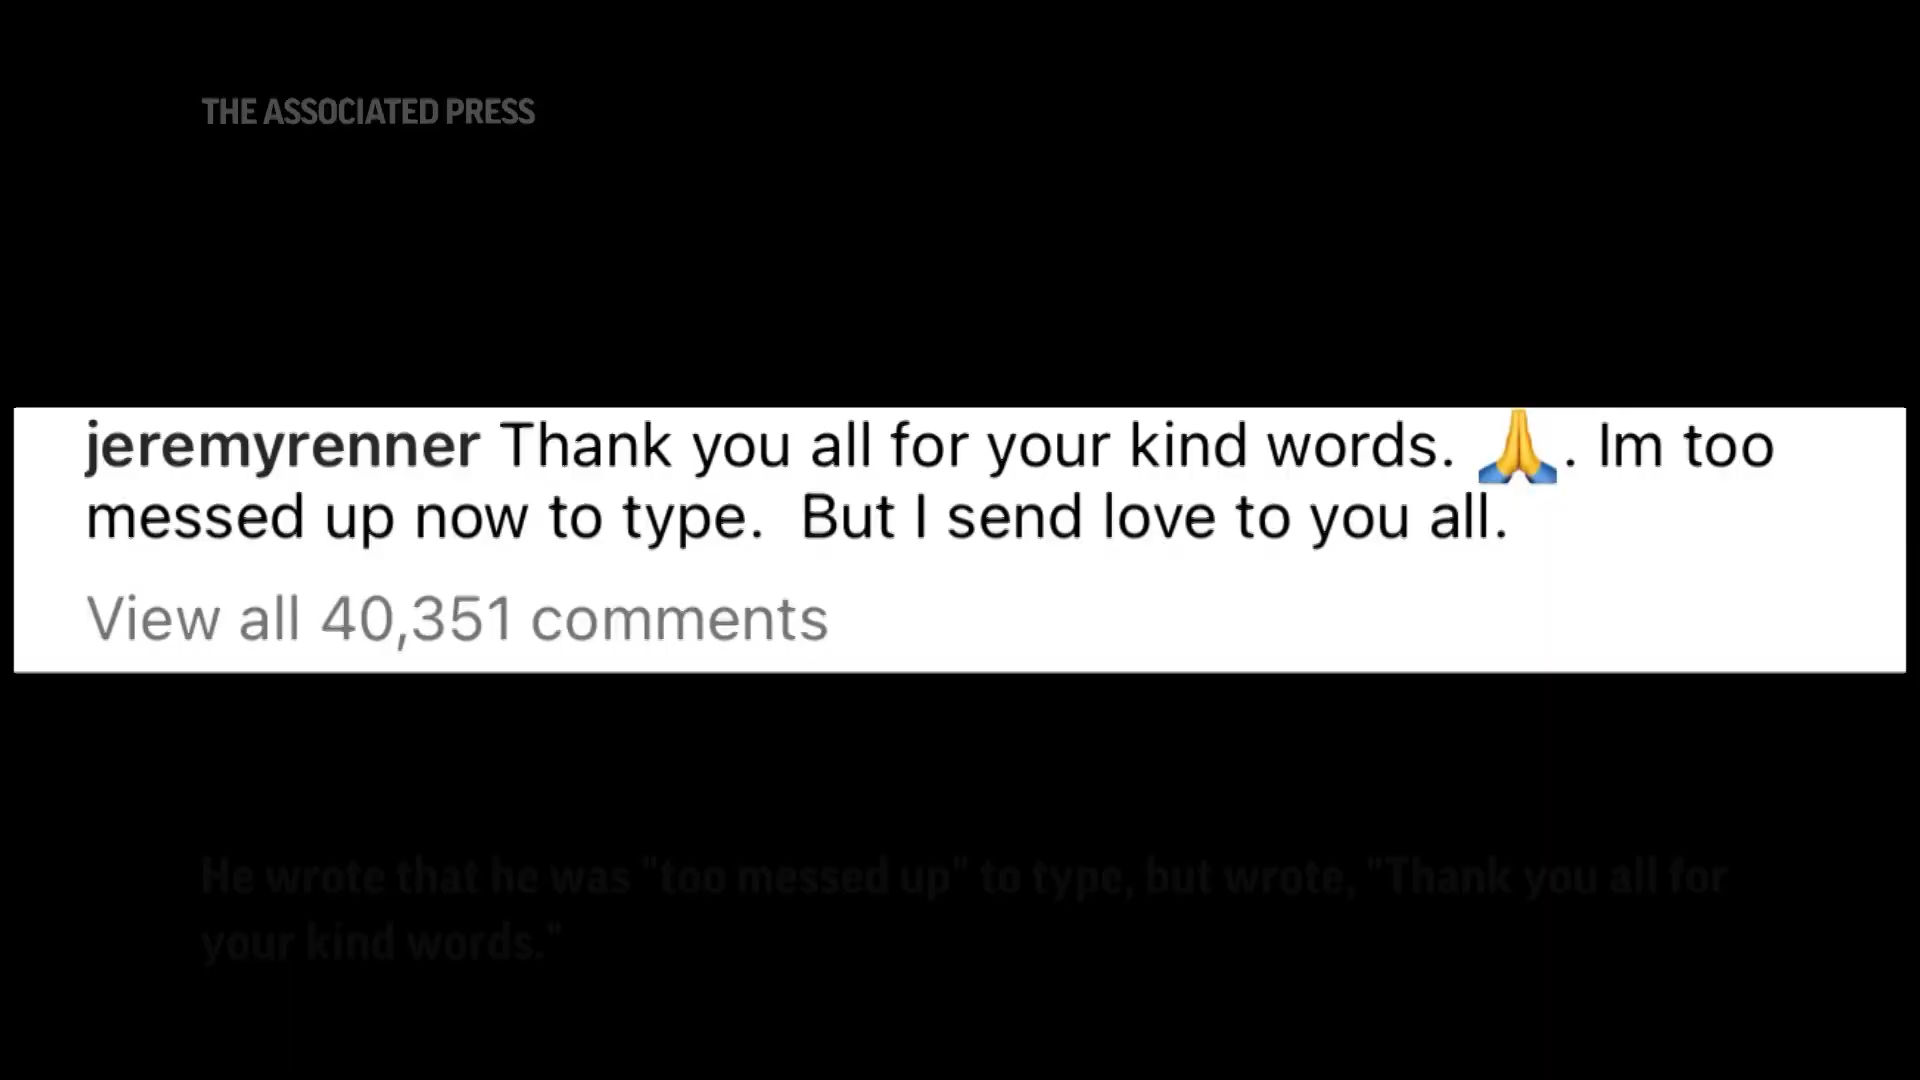 THE ASSOCIATED PRESS
jeremyrenner Thank you all for your kind words. 🙏. Im too
messed up now to type.  But I send love to you all.
View all 40,351 comments
He wrote that he was "too messed up" to type, but wrote, "Thank you all for
your kind words."